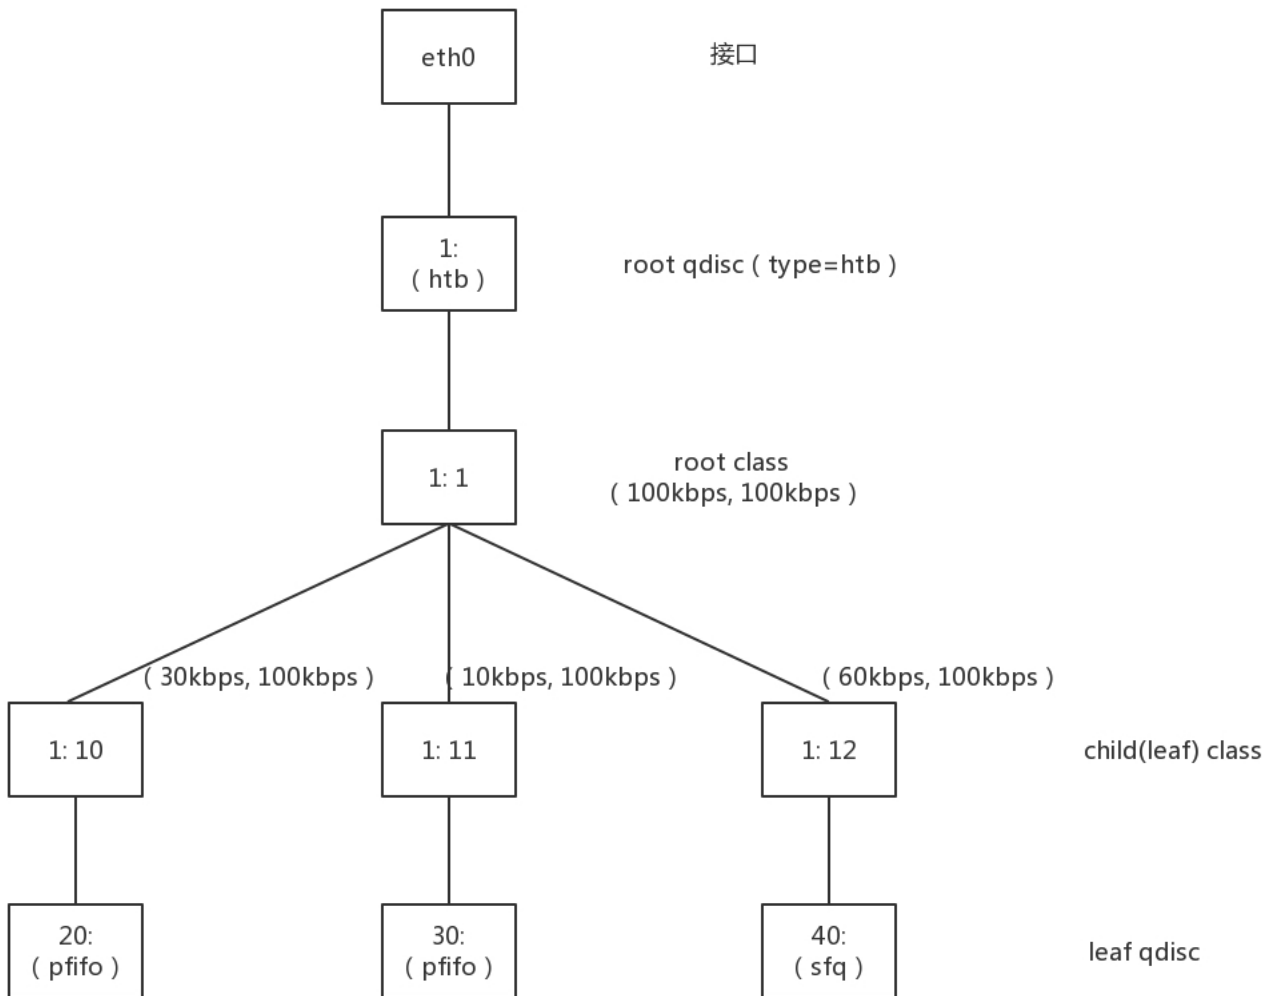 eth0
接口
1:
( htb )
root qdisc ( type=htb )
1: 1
root class
( 100kbps, 100kbps )
( 30kbps, 100kbps )
( 10kbps, 100kbps )
( 60kbps, 100kbps )
1: 10
1: 11
1: 12
child(leaf) class
20:
( pfifo )
30:
( pfifo )
40:
( sfq )
leaf qdisc